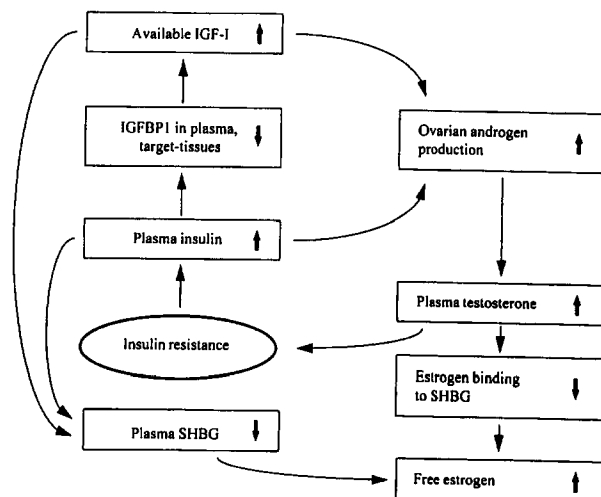 Available IGF-I
IGFBP1 in plasma,
target-tissues
Plasma insulin
Insulin resistance
Plasma SHBG
Ovarian androgen
production
Plasma testosterone
Estrogen binding
to SHBG
Free estrogen